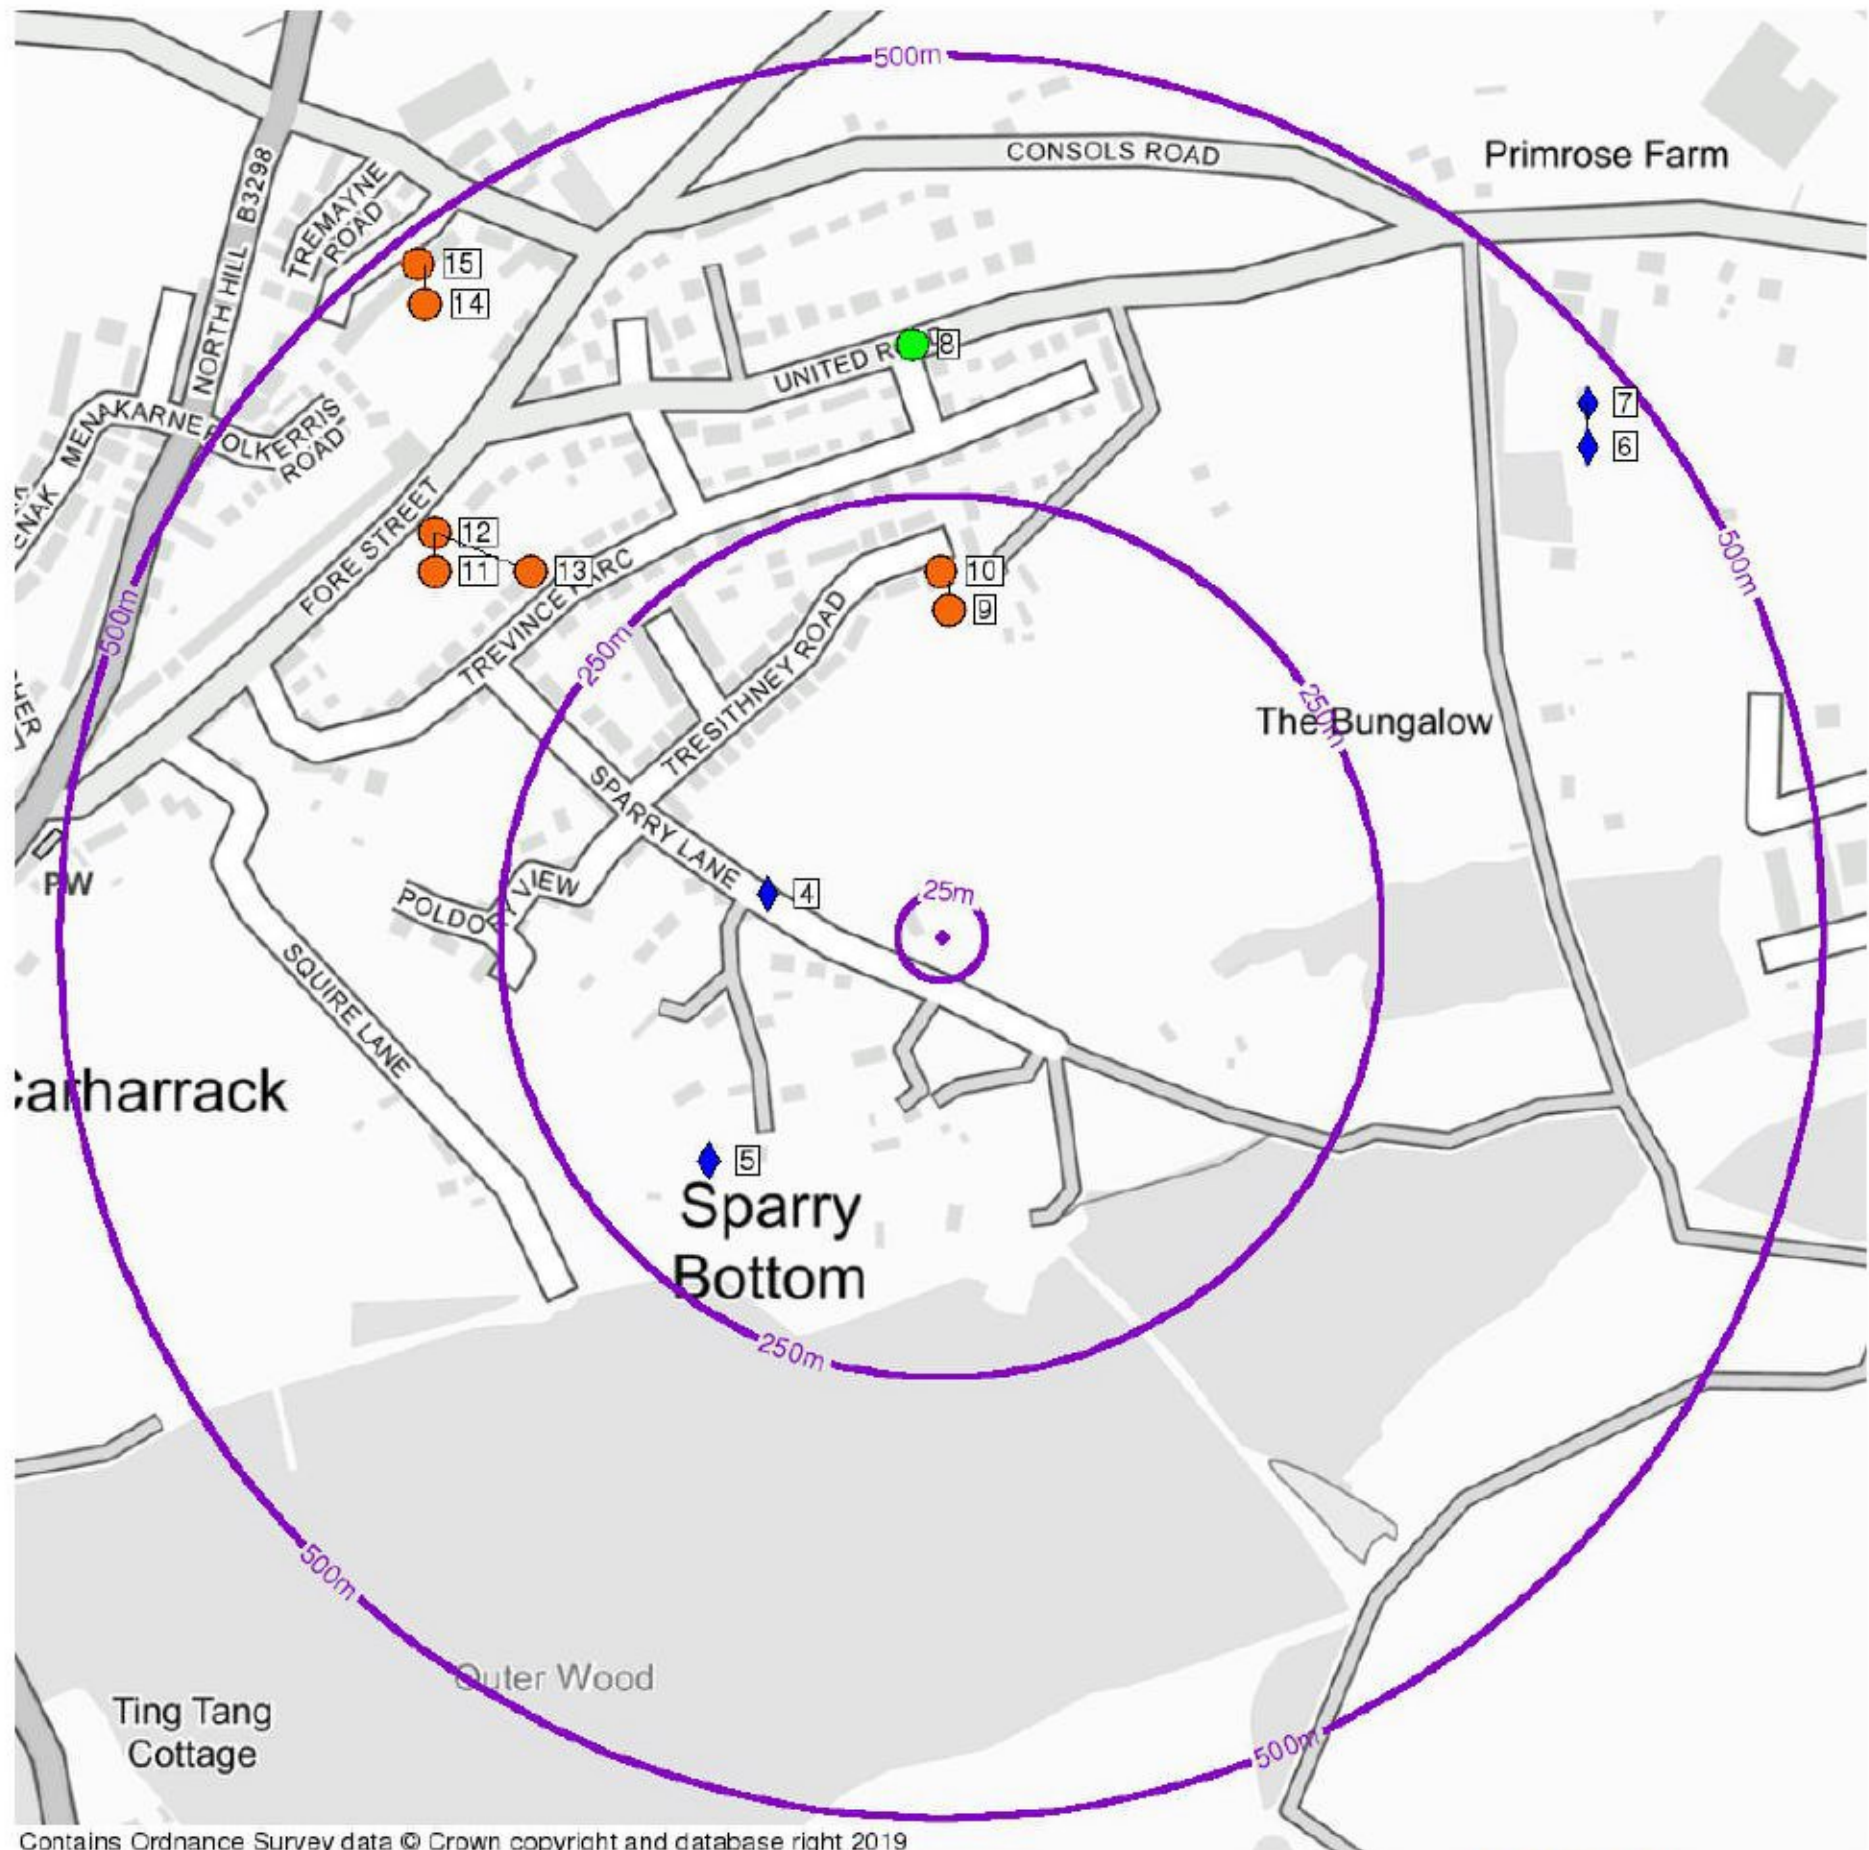 500m
CONSOLS ROAD
Primrose Farm
NORTH HILL B3298
TREMAYNE
ROAD
15
14
UNITED
8
7
6
MENAKARNE
POLKERRIS
ROAD
ENAK
FORE STREET
12
11
13
TREVINCE PARC
10
9
500m
500m
250m
250m
TRESITHNEY ROAD
The Bungalow
SPARRY LANE
PW
POLDORY VIEW
4
25m
SQUIRE LANE
Carharrack
5
Sparry
Bottom
250m
500m
Outer Wood
Ting Tang
Cottage
500m
Contains Ordnance Survey data © Crown copyright and database right 2019